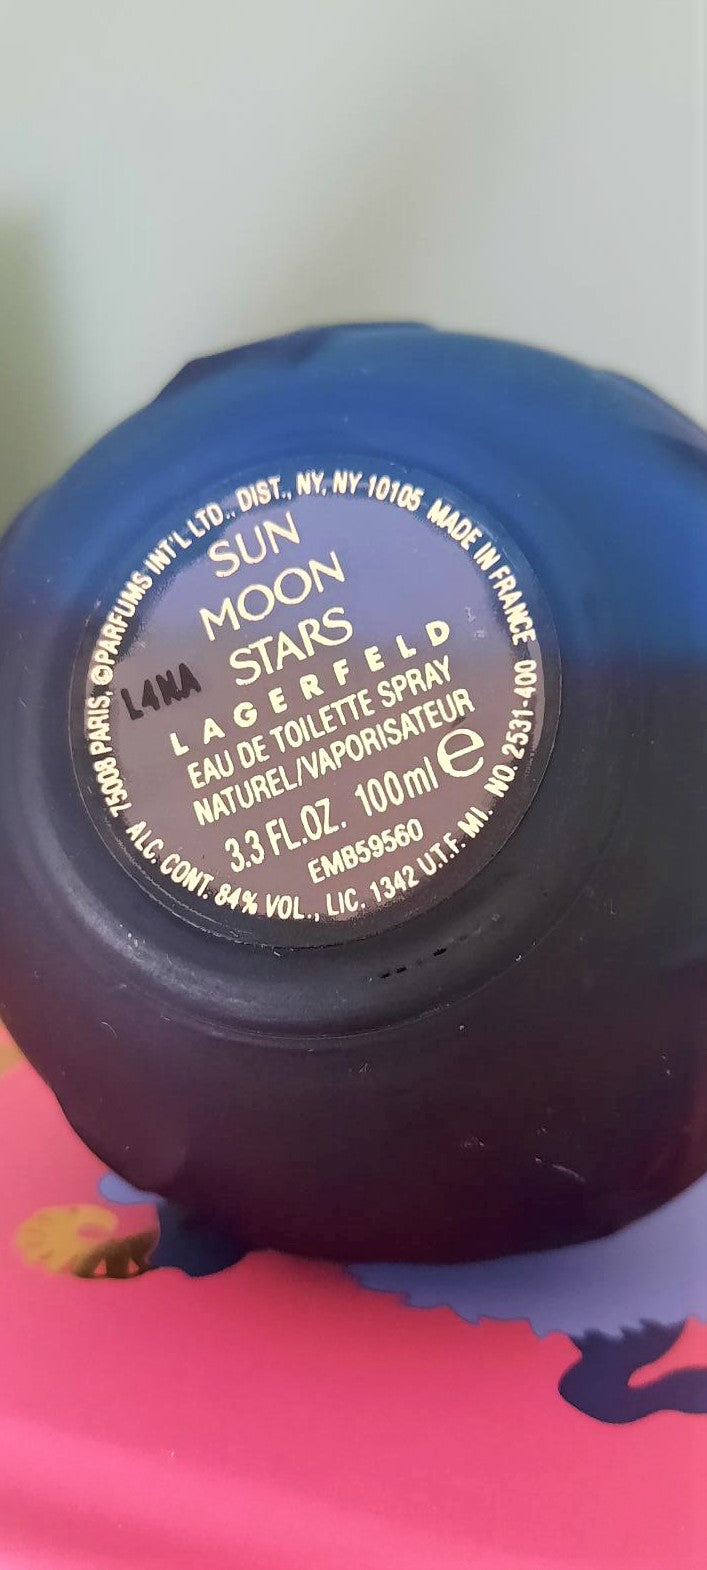 75008 PARIS, ©PARFUMS INT'L LTD., DIST., NY, NY 10105 MADE IN FRANCE
SUN
MOON
STARS
LAGERFELD
EAU DE TOILETTE SPRAY
NATUREL/VAPORISATEUR
3.3 FL.OZ. 100ml e
EMB59560
ALC. CONT. 84% VOL., LIC. 1342 U.T.F. MI. NO. 2531-400
L4NA